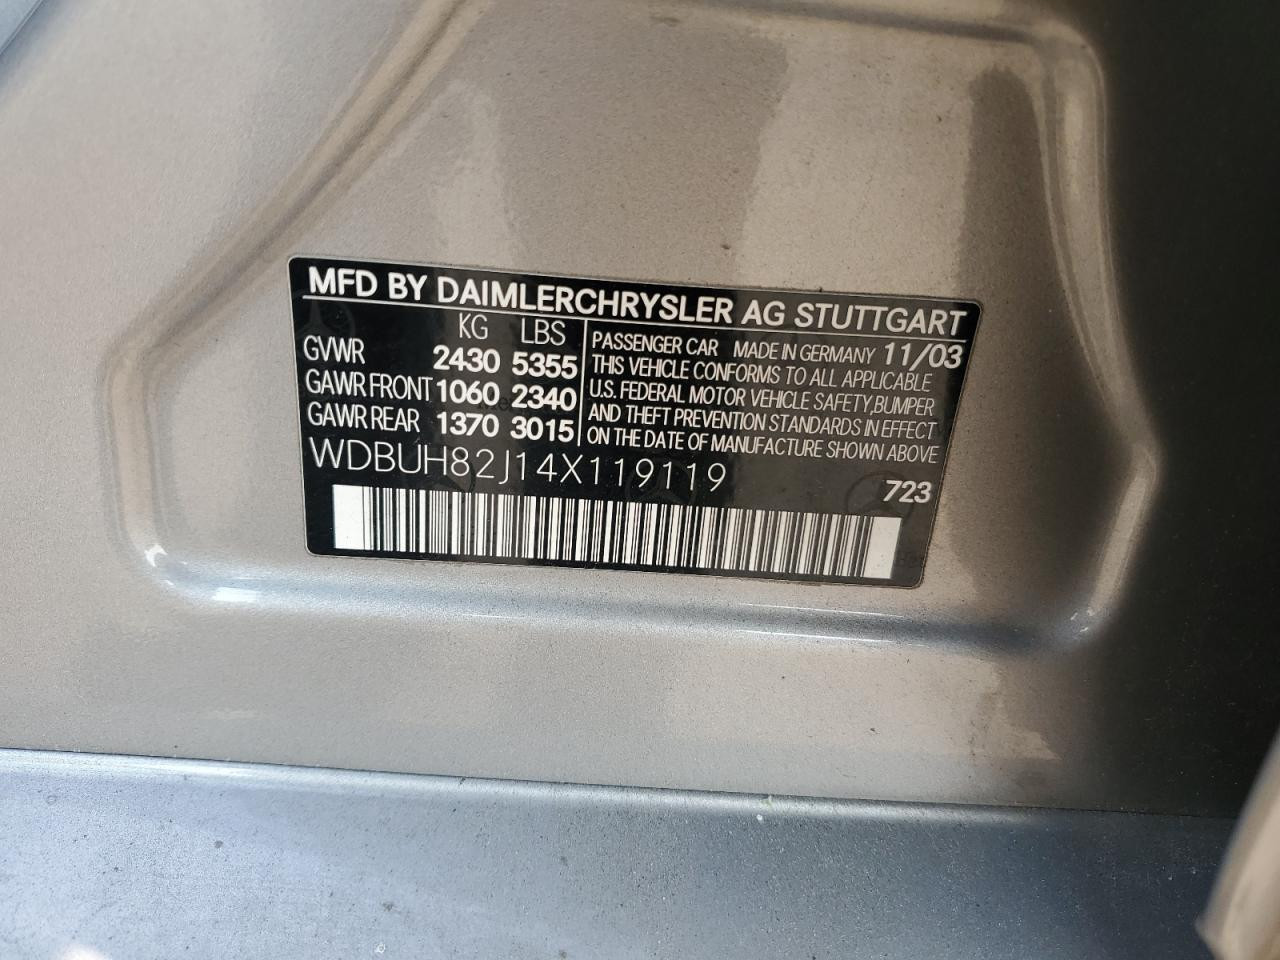 MFD BY DAIMLERCHRYSLER AG STUTTGART
KG LBS
GVWR 2430 5355
GAWR FRONT 1060 2340
GAWR REAR 1370 3015
PASSENGER CAR MADE IN GERMANY 11/03
THIS VEHICLE CONFORMS TO ALL APPLICABLE
U.S. FEDERAL MOTOR VEHICLE SAFETY,BUMPER
AND THEFT PREVENTION STANDARDS IN EFFECT
ON THE DATE OF MANUFACTURE SHOWN ABOVE
WDBUH82J14X119119
723